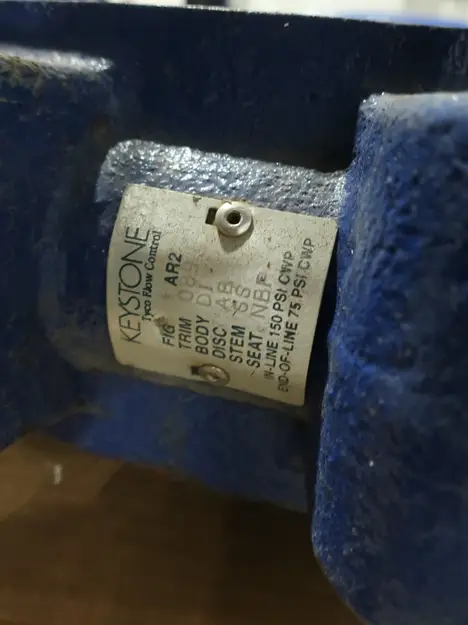 KEYSTONE
Tyco Flow Control
FIG AR2
TRIM
BODY DI
DISC AB
STEM SS
SEAT NBR
IN-LINE 150 PSI CWP
END-OF-LINE 75 PSI CWP